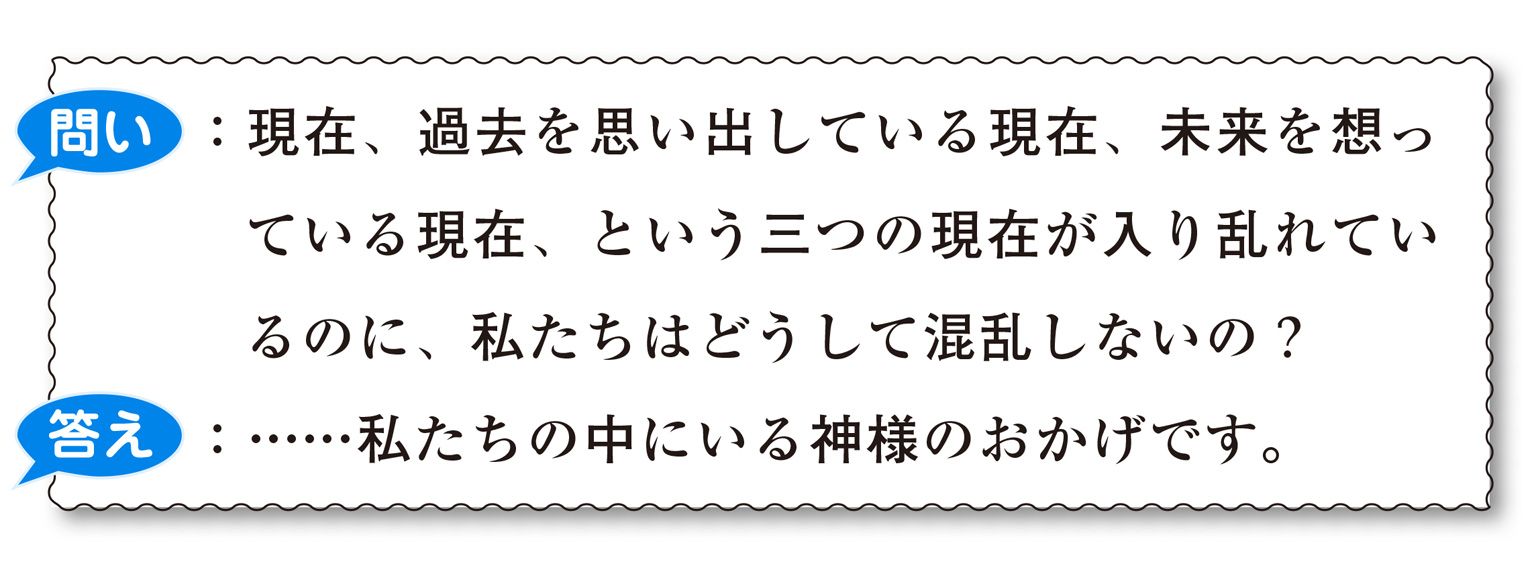 問い：現在、過去を思い出している現在、未来を想っ
ている現在、という三つの現在が入り乱れてい
るのに、私たちはどうして混乱しないの？
答え：……私たちの中にいる神様のおかげです。